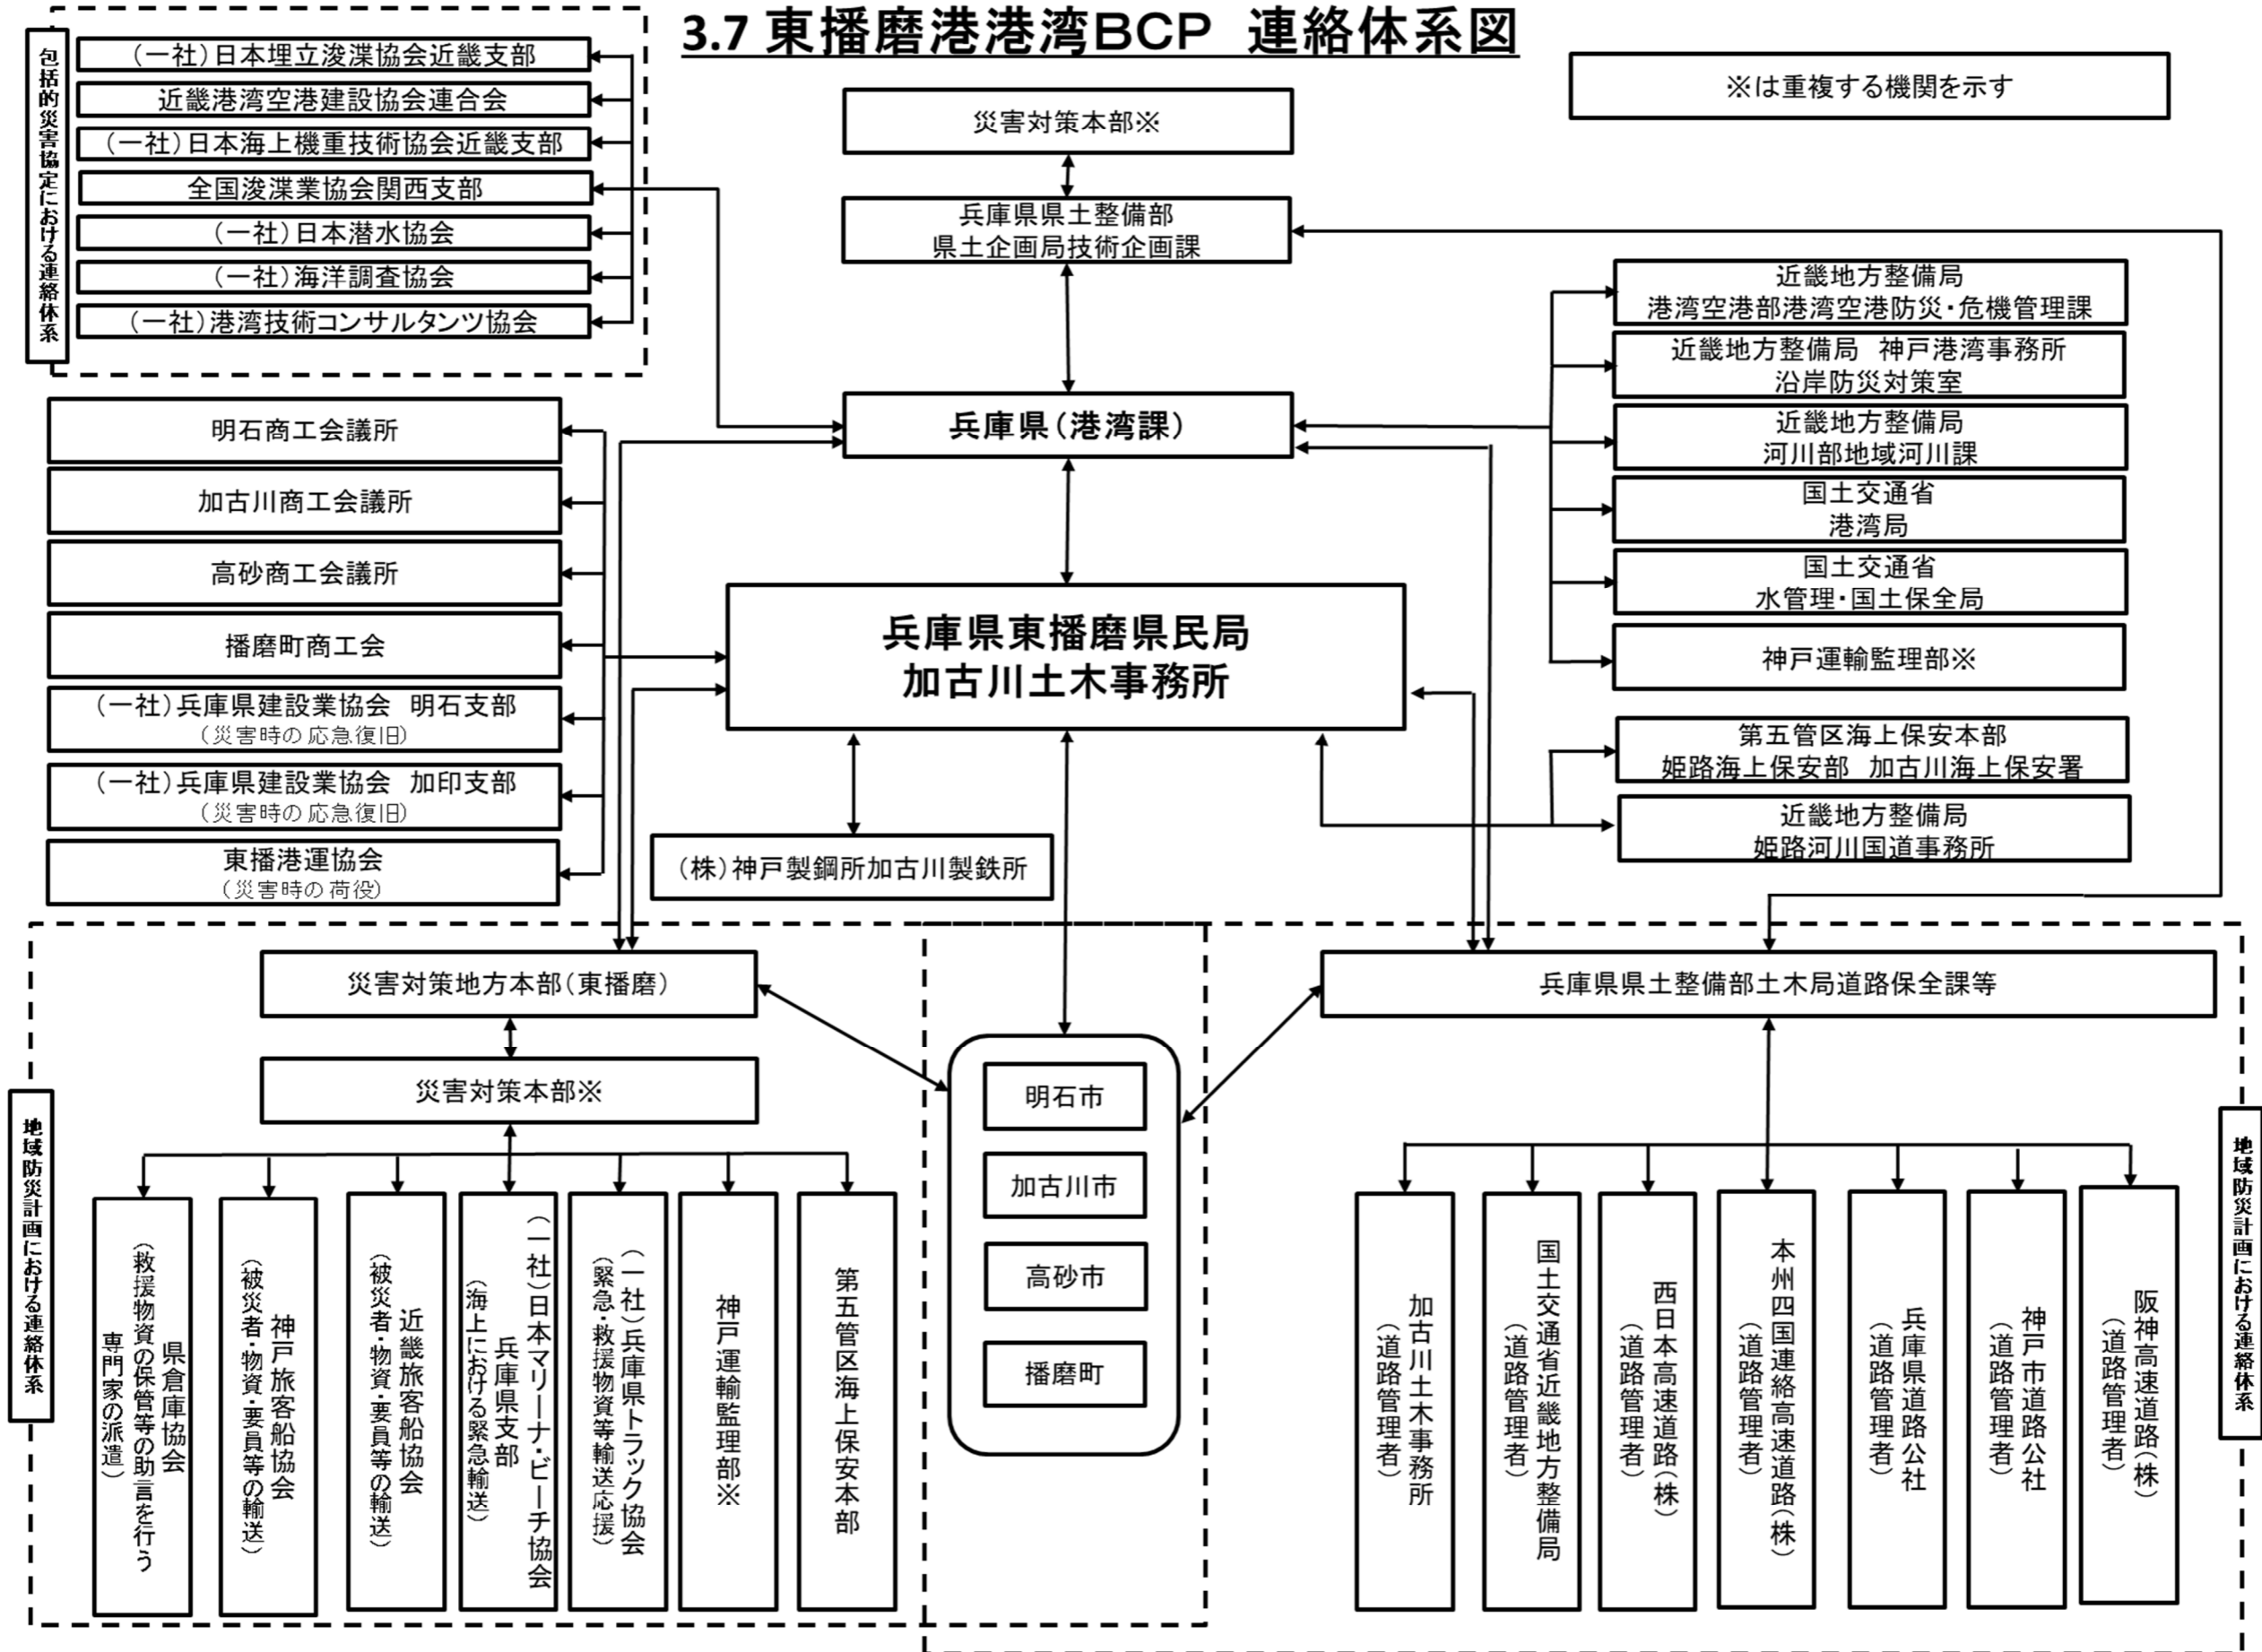 3.7 東播磨港港湾BCP 連絡体系図
※は重複する機関を示す
包括的災害協定における連絡体系
(一社)日本埋立浚渫協会近畿支部
近畿港湾空港建設協会連合会
(一社)日本海上機重技術協会近畿支部
全国浚渫業協会関西支部
(一社)日本潜水協会
(一社)海洋調査協会
(一社)港湾技術コンサルタンツ協会
災害対策本部※
兵庫県県土整備部
県土企画局技術企画課
兵庫県(港湾課)
兵庫県東播磨県民局
加古川土木事務所
近畿地方整備局
港湾空港部港湾空港防災・危機管理課
近畿地方整備局 神戸港湾事務所
沿岸防災対策室
近畿地方整備局
河川部地域河川課
国土交通省
港湾局
国土交通省
水管理・国土保全局
神戸運輸監理部※
第五管区海上保安本部
姫路海上保安部 加古川海上保安署
近畿地方整備局
姫路河川国道事務所
明石商工会議所
加古川商工会議所
高砂商工会議所
播磨町商工会
(一社)兵庫県建設業協会 明石支部
(災害時の応急復旧)
(一社)兵庫県建設業協会 加印支部
(災害時の応急復旧)
東播港運協会
(災害時の荷役)
(株)神戸製鋼所加古川製鉄所
地域防災計画における連絡体系
災害対策地方本部(東播磨)
災害対策本部※
県倉庫協会
(救援物資の保管等の助言を行う
専門家の派遣)
神戸旅客船協会
(被災者・物資・要員等の輸送)
近畿旅客船協会
(被災者・物資・要員等の輸送)
(一社)日本マリーナ・ビーチ協会
兵庫県支部
(海上における緊急輸送)
(一社)兵庫県トラック協会
(緊急・救援物資等輸送応援)
神戸運輸監理部※
第五管区海上保安本部
明石市
加古川市
高砂市
播磨町
兵庫県県土整備部土木局道路保全課等
加古川土木事務所
(道路管理者)
国土交通省近畿地方整備局
(道路管理者)
西日本高速道路(株)
(道路管理者)
本州四国連絡高速道路(株)
(道路管理者)
兵庫県道路公社
(道路管理者)
神戸市道路公社
(道路管理者)
阪神高速道路(株)
(道路管理者)
地域防災計画における連絡体系